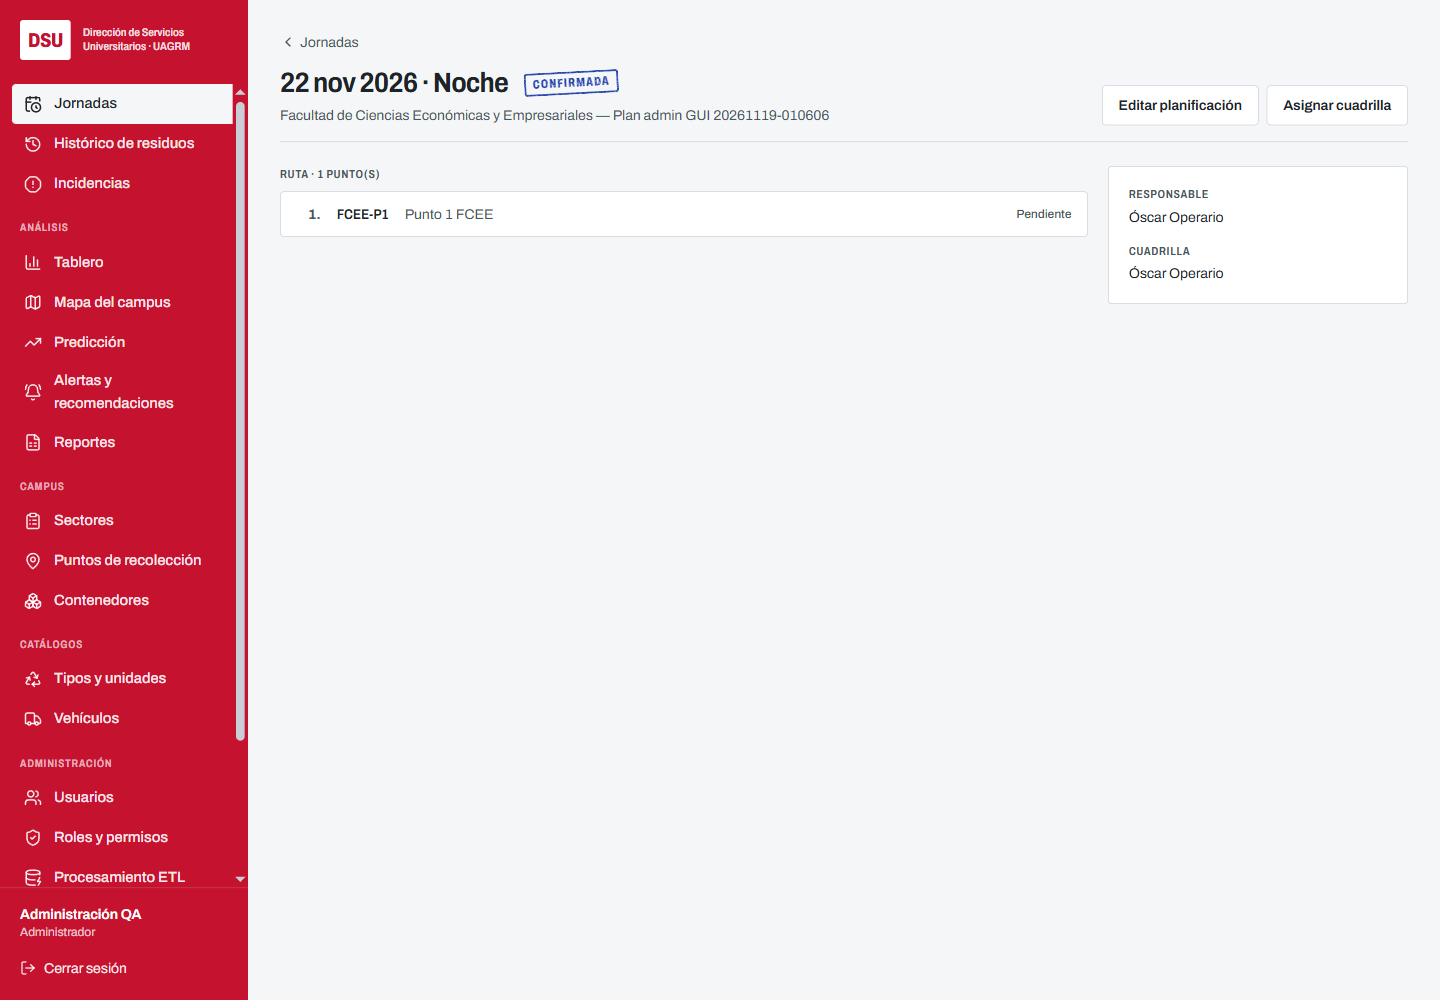 DSU
Dirección de Servicios
Universitarios · UAGRM
Jornadas
Histórico de residuos
Incidencias
ANÁLISIS
Tablero
Mapa del campus
Predicción
Alertas y
recomendaciones
Reportes
CAMPUS
Sectores
Puntos de recolección
Contenedores
CATÁLOGOS
Tipos y unidades
Vehículos
ADMINISTRACIÓN
Usuarios
Roles y permisos
Procesamiento ETL
Administración QA
Administrador
Cerrar sesión
Jornadas
22 nov 2026 · Noche
CONFIRMADA
Facultad de Ciencias Económicas y Empresariales — Plan admin GUI 20261119-010606
Editar planificación
Asignar cuadrilla
RUTA · 1 PUNTO(S)
1. FCEE-P1 Punto 1 FCEE Pendiente
RESPONSABLE
Óscar Operario
CUADRILLA
Óscar Operario